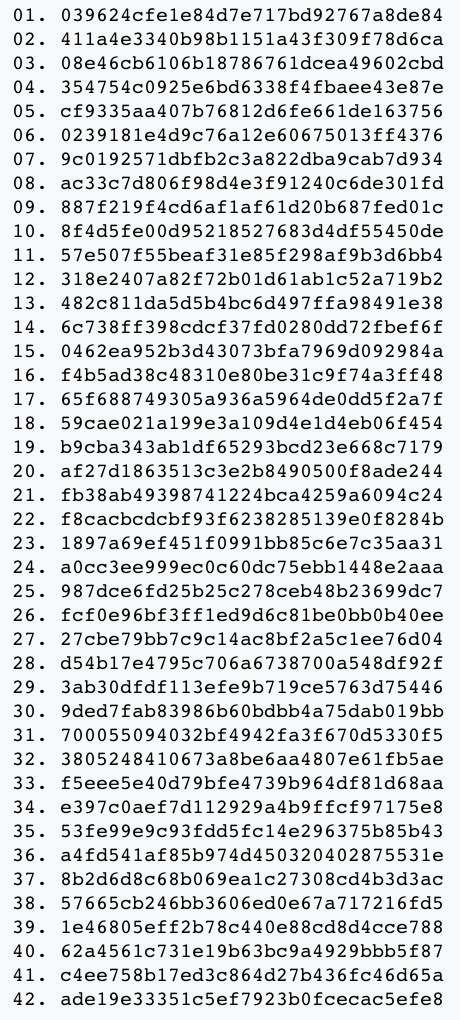 01. 039624cfe1e84d7e717bd92767a8de84
02. 411a4e3340b98b1151a43f309f78d6ca
03. 08e46cb6106b18786761dcea49602cbd
04. 354754c0925e6bd6338f4fbaee43e87e
05. cf9335aa407b76812d6fe661de163756
06. 0239181e4d9c76a12e60675013ff4376
07. 9c0192571dbfb2c3a822dba9cab7d934
08. ac33c7d806f98d4e3f91240c6de301fd
09. 887f219f4cd6af1af61d20b687fed01c
10. 8f4d5fe00d95218527683d4df55450de
11. 57e507f55beaf31e85f298af9b3d6bb4
12. 318e2407a82f72b01d61ab1c52a719b2
13. 482c811da5d5b4bc6d497ffa98491e38
14. 6c738ff398cdcf37fd0280dd72fbef6f
15. 0462ea952b3d43073bfa7969d092984a
16. f4b5ad38c48310e80be31c9f74a3ff48
17. 65f688749305a936a5964de0dd5f2a7f
18. 59cae021a199e3a109d4e1d4eb06f454
19. b9cba343ab1df65293bcd23e668c7179
20. af27d1863513c3e2b8490500f8ade244
21. fb38ab49398741224bca4259a6094c24
22. f8cacbcdcbf93f6238285139e0f8284b
23. 1897a69ef451f0991bb85c6e7c35aa31
24. a0cc3ee999ec0c60dc75ebb1448e2aaa
25. 987dce6fd25b25c278ceb48b23699dc7
26. fcf0e96bf3ff1ed9d6c81be0bb0b40ee
27. 27cbe79bb7c9c14ac8bf2a5c1ee76d04
28. d54b17e4795c706a6738700a548df92f
29. 3ab30dfdf113efe9b719ce5763d75446
30. 9ded7fab83986b60bdbb4a75dab019bb
31. 700055094032bf4942fa3f670d5330f5
32. 3805248410673a8be6aa4807e61fb5ae
33. f5eee5e40d79bfe4739b964df81d68aa
34. e397c0aef7d112929a4b9ffcf97175e8
35. 53fe99e9c93fdd5fc14e296375b85b43
36. a4fd541af85b974d450320402875531e
37. 8b2d6d8c68b069ea1c27308cd4b3d3ac
38. 57665cb246bb3606ed0e67a717216fd5
39. 1e46805eff2b78c440e88cd8d4cce788
40. 62a4561c731e19b63bc9a4929bbb5f87
41. c4ee758b17ed3c864d27b436fc46d65a
42. ade19e33351c5ef7923b0fcecac5efe8